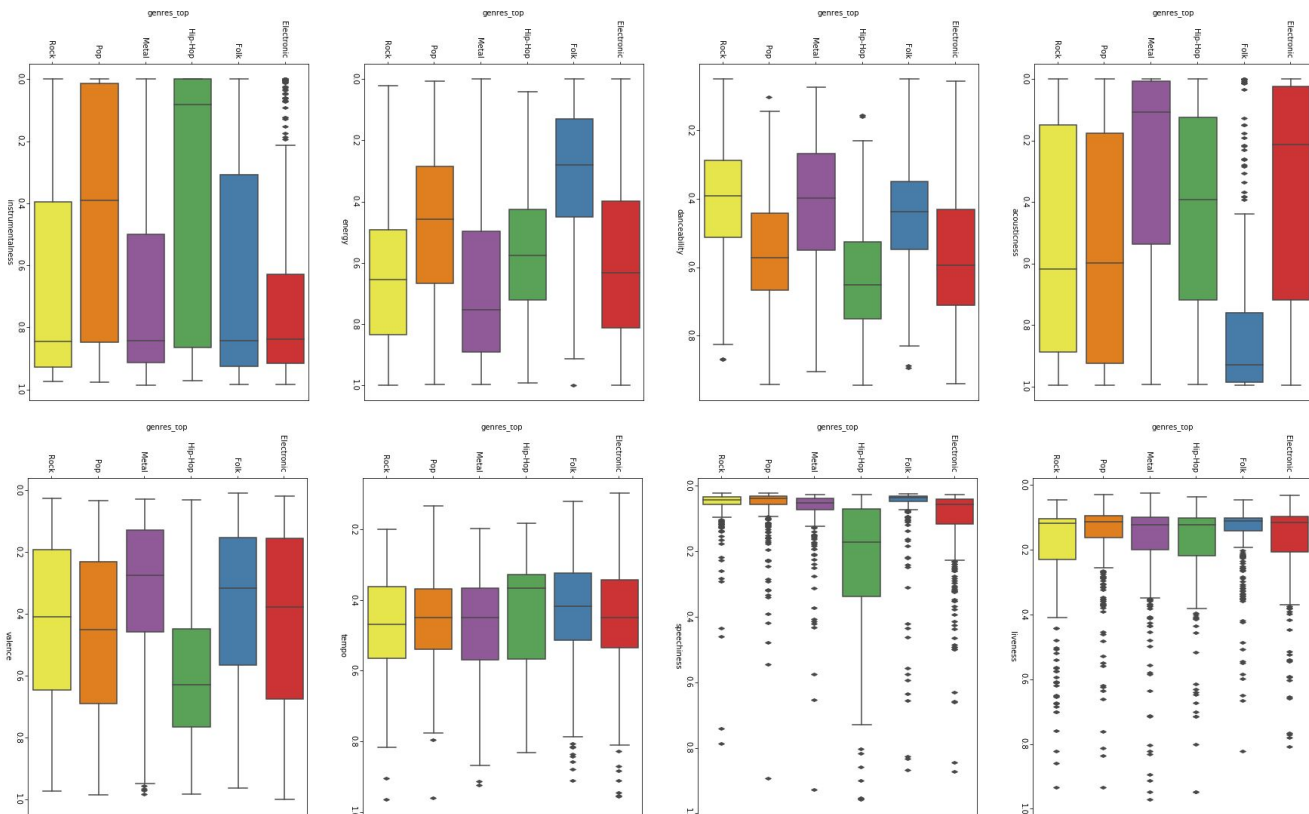 genres_top
Rock
Pop
Metal
Hip-Hop
Folk
Electronic
0.0
0.2
0.4
0.6
0.8
1.0
instrumentalness
genres_top
Rock
Pop
Metal
Hip-Hop
Folk
Electronic
0.0
0.2
0.4
0.6
0.8
1.0
energy
genres_top
Rock
Pop
Metal
Hip-Hop
Folk
Electronic
0.2
0.4
0.6
0.8
danceability
genres_top
Rock
Pop
Metal
Hip-Hop
Folk
Electronic
0.0
0.2
0.4
0.6
0.8
1.0
acousticness
genres_top
Rock
Pop
Metal
Hip-Hop
Folk
Electronic
0.0
0.2
0.4
0.6
0.8
1.0
valence
genres_top
Rock
Pop
Metal
Hip-Hop
Folk
Electronic
0.2
0.4
0.6
0.8
tempo
genres_top
Rock
Pop
Metal
Hip-Hop
Folk
Electronic
0.0
0.2
0.4
0.6
0.8
speechiness
genres_top
Rock
Pop
Metal
Hip-Hop
Folk
Electronic
0.0
0.2
0.4
0.6
0.8
liveness